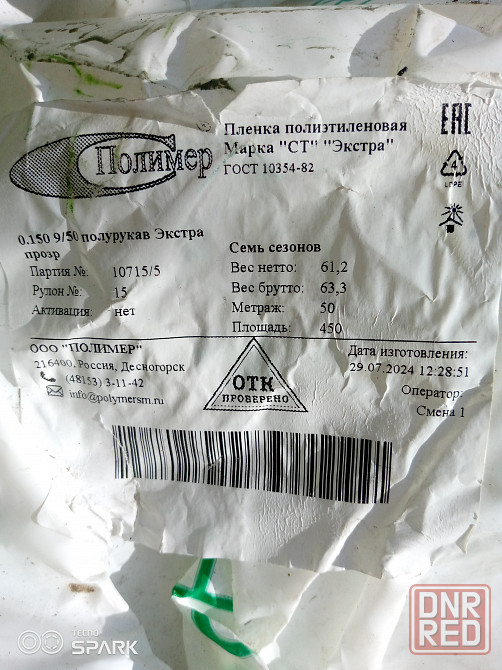 Полимер
Пленка полиэтиленовая
Марка "СТ" "Экстра"
ГОСТ 10354-82
EAC
4
LDPE
0.150 9/50 полурукав Экстра
прозр
Партия №: 10715/5
Рулон №: 15
Активация: нет
Семь сезонов
Вес нетто: 61,2
Вес брутто: 63,3
Метраж: 50
Площадь: 450
ООО "ПОЛИМЕР"
216400, Россия, Десногорск
(48153) 3-11-42
info@polymersm.ru
ОТК
ПРОВЕРЕНО
Дата изготовления:
29.07.2024 12:28:51
Оператор:
Смена 1
TECNO
SPARK
DNR
RED